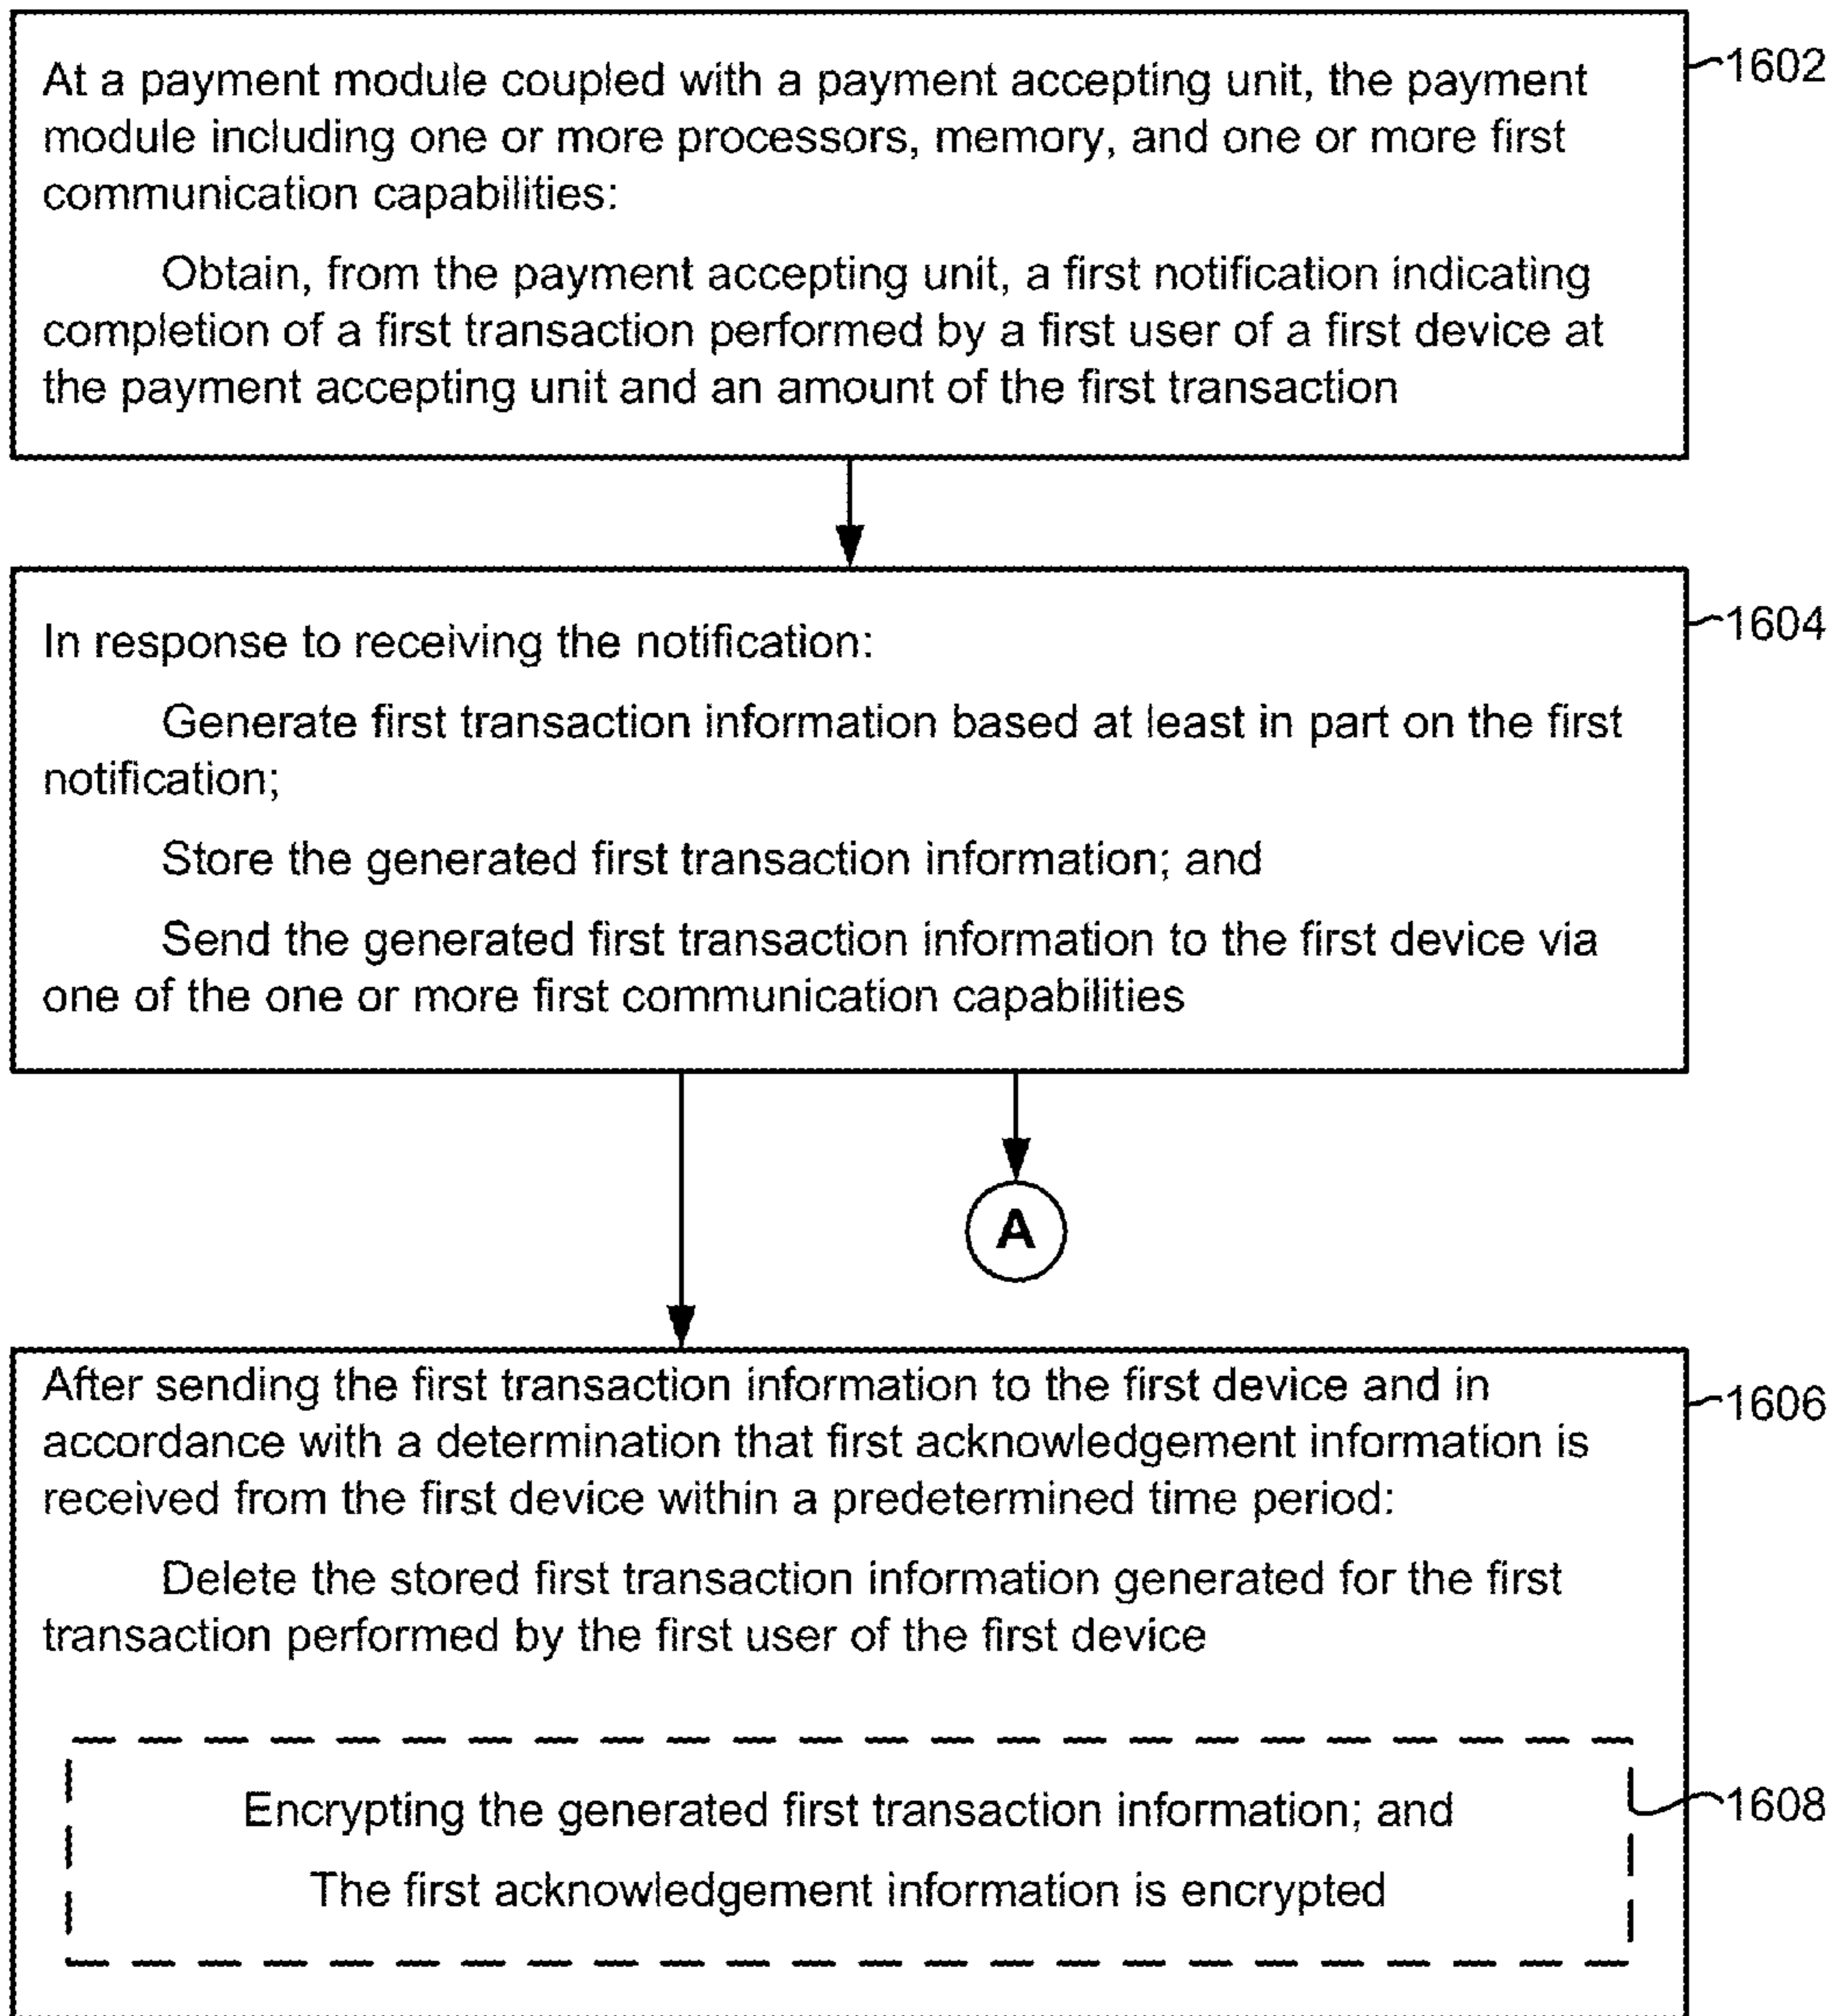 At a payment module coupled with a payment accepting unit, the payment
module including one or more processors, memory, and one or more first
communication capabilities:
Obtain, from the payment accepting unit, a first notification indicating
completion of a first transaction performed by a first user of a first device at
the payment accepting unit and an amount of the first transaction
1602
In response to receiving the notification:
Generate first transaction information based at least in part on the first
notification;
Store the generated first transaction information; and
Send the generated first transaction information to the first device via
one of the one or more first communication capabilities
1604
A
After sending the first transaction information to the first device and in
accordance with a determination that first acknowledgement information is
received from the first device within a predetermined time period:
Delete the stored first transaction information generated for the first
transaction performed by the first user of the first device
1606
Encrypting the generated first transaction information; and
The first acknowledgement information is encrypted
1608